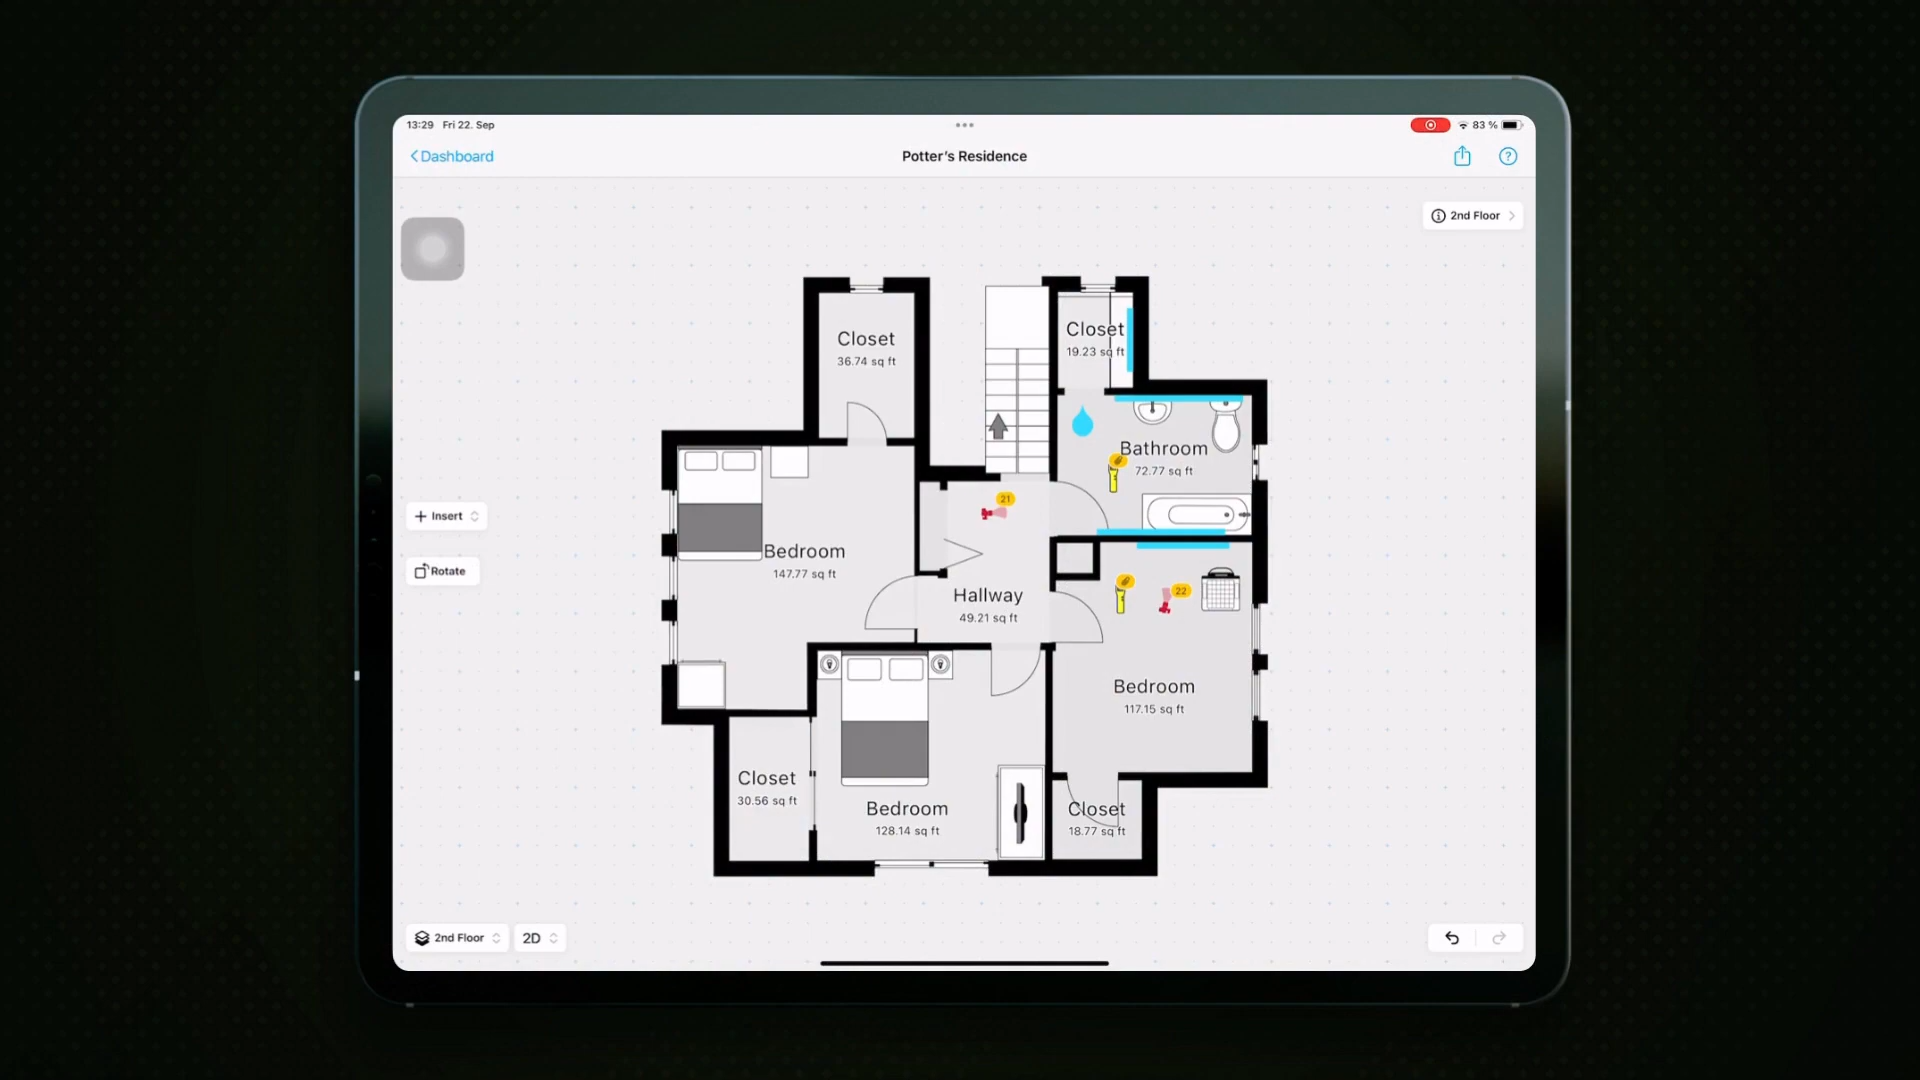 13:29 Fri 22. Sep
83 %
Dashboard
Potter's Residence
2nd Floor
Closet
36.74 sq ft
Closet
19.23 sq ft
Bathroom
72.77 sq ft
21
Insert
Bedroom
147.77 sq ft
Rotate
Hallway
49.21 sq ft
22
Bedroom
117.15 sq ft
Closet
30.56 sq ft
Bedroom
128.14 sq ft
Closet
18.77 sq ft
2nd Floor
2D